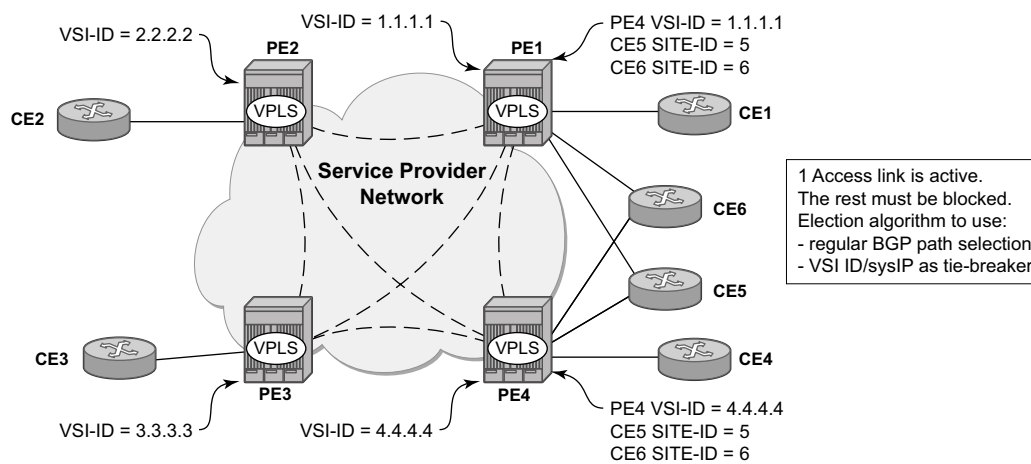 VSI-ID = 2.2.2.2
VSI-ID = 1.1.1.1
PE4 VSI-ID = 1.1.1.1
CE5 SITE-ID = 5
CE6 SITE-ID = 6
PE2
PE1
VPLS
VPLS
CE2
CE1
Service Provider
Network
CE6
1 Access link is active.
The rest must be blocked.
Election algorithm to use:
- regular BGP path selection
- VSI ID/sysIP as tie-breaker
CE5
VPLS
VPLS
CE3
CE4
PE3
PE4
VSI-ID = 3.3.3.3
VSI-ID = 4.4.4.4
PE4 VSI-ID = 4.4.4.4
CE5 SITE-ID = 5
CE6 SITE-ID = 6